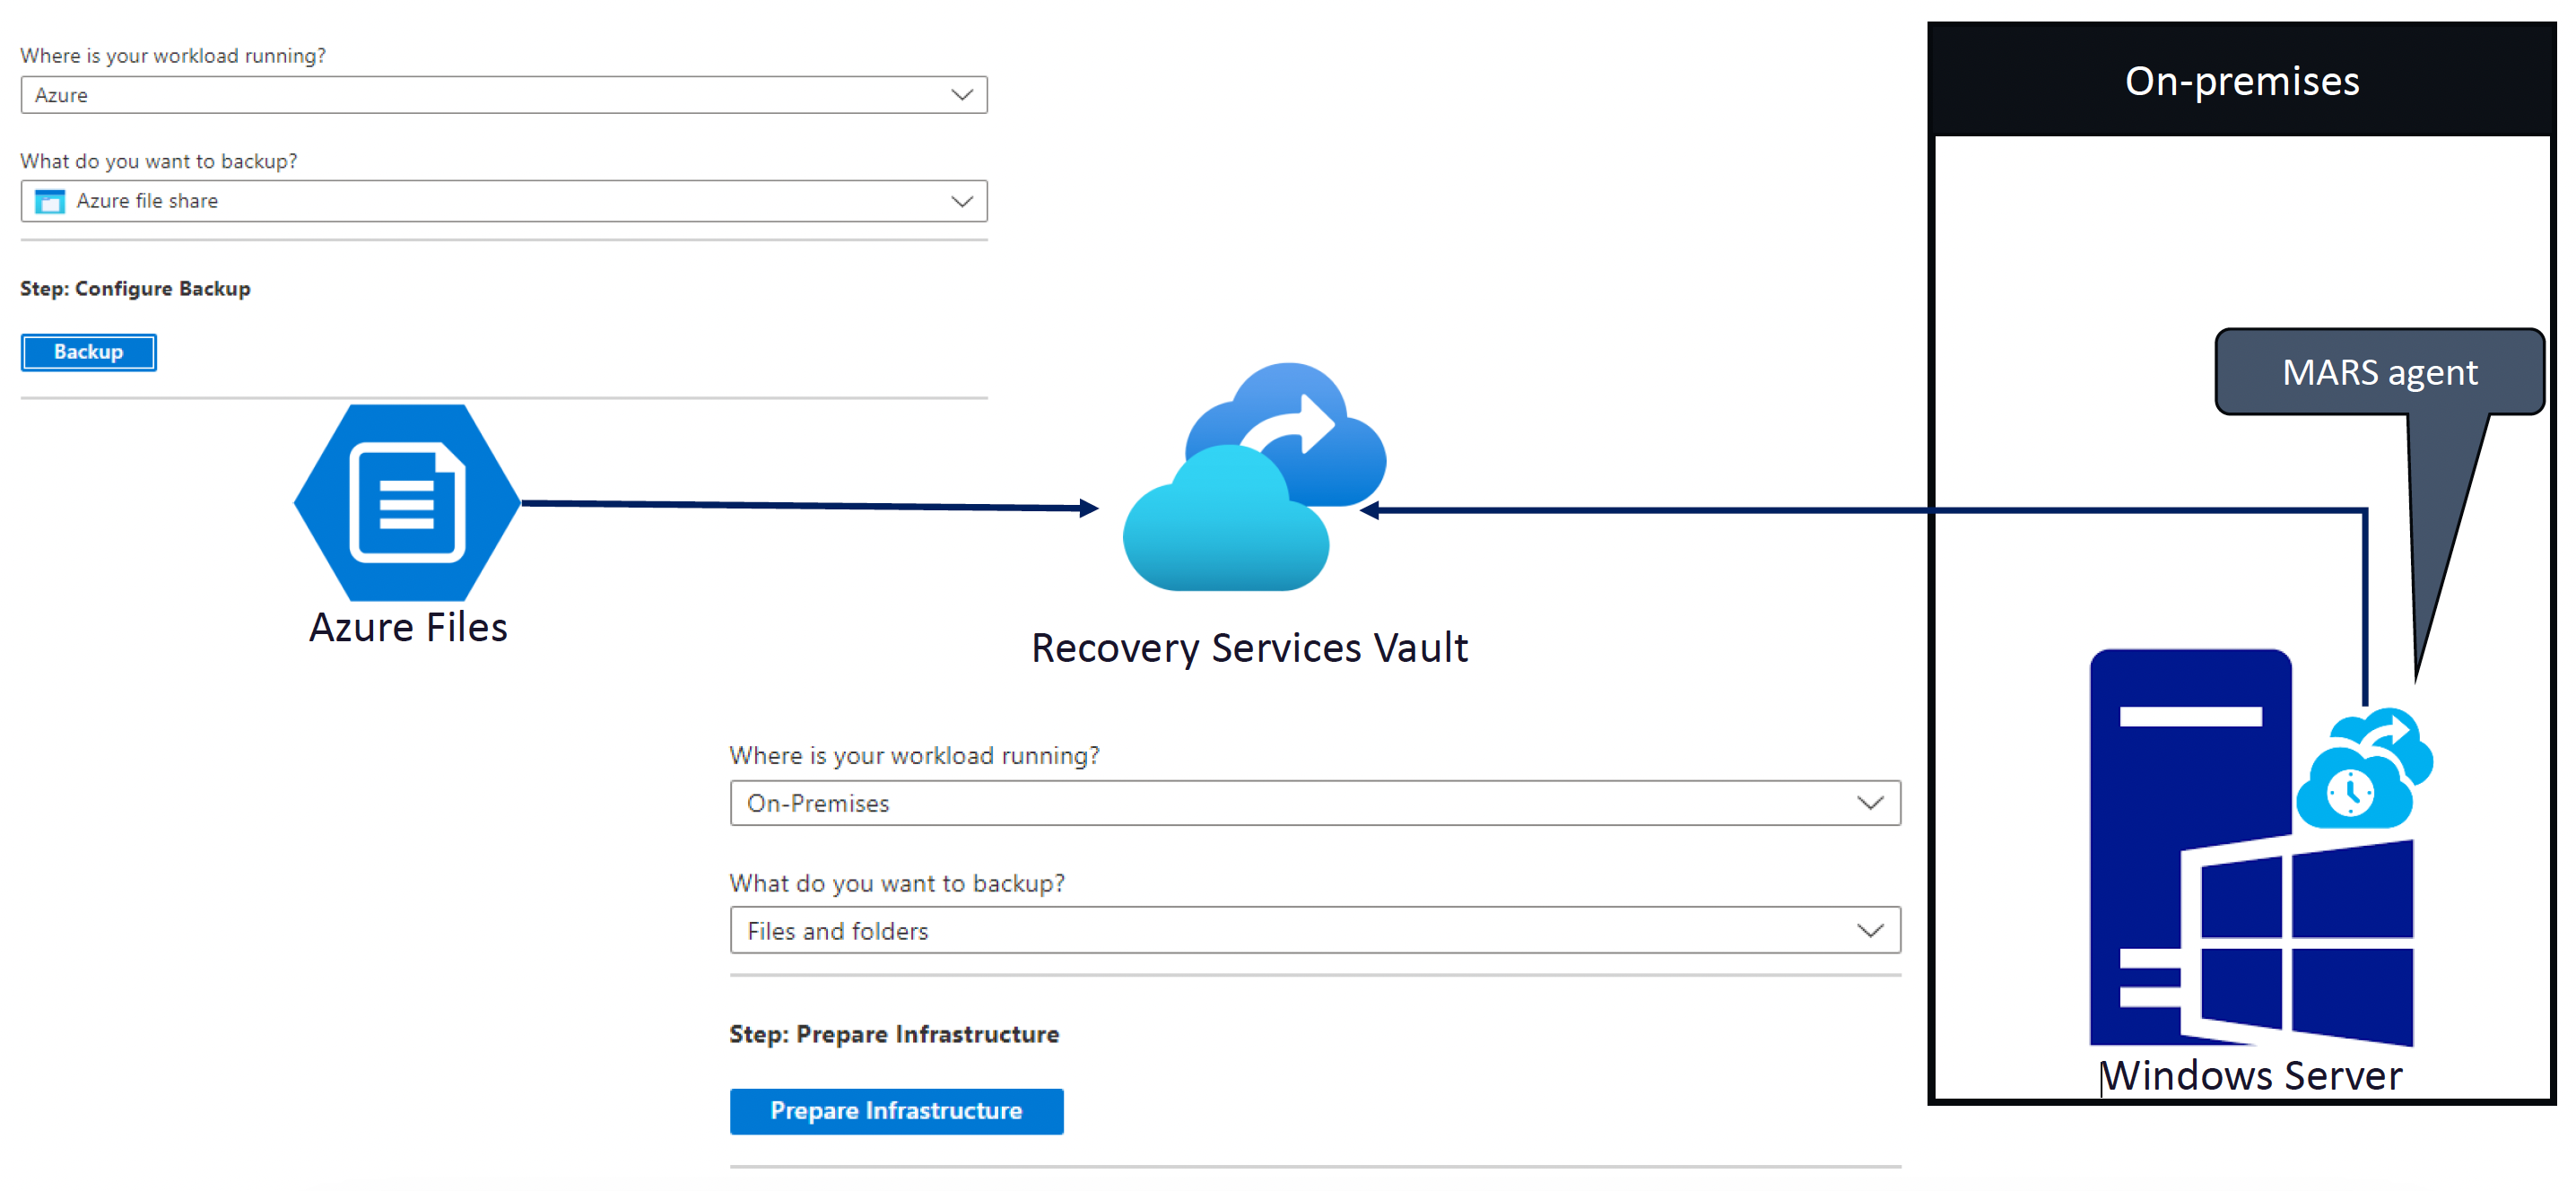 Where is your workload running?
Azure
What do you want to backup?
Azure file share
Step: Configure Backup
Backup
Azure Files
Recovery Services Vault
Where is your workload running?
On-Premises
What do you want to backup?
Files and folders
Step: Prepare Infrastructure
Prepare Infrastructure
On-premises
MARS agent
Windows Server